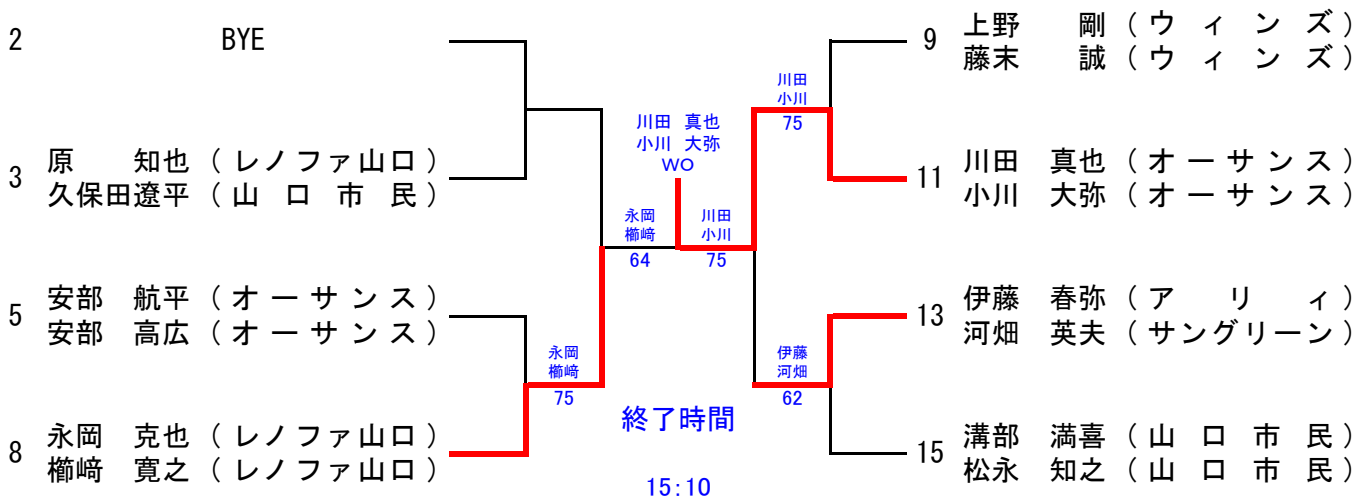 2 BYE
3 原 知也 (レノファ山口)
久保田遼平 (山口市民)
5 安部 航平 (オーサンス)
安部 高広 (オーサンス)
8 永岡 克也 (レノファ山口)
櫛﨑 寛之 (レノファ山口)
永岡
櫛﨑
75
永岡
櫛﨑
64
川田 真也
小川 大弥
WO
川田
小川
75
川田
小川
75
伊藤
河畑
62
終了時間
15:10
9 上野 剛 (ウィンズ)
藤末 誠 (ウィンズ)
11 川田 真也 (オーサンス)
小川 大弥 (オーサンス)
13 伊藤 春弥 (アリィ)
河畑 英夫 (サングリーン)
15 溝部 満喜 (山口市民)
松永 知之 (山口市民)